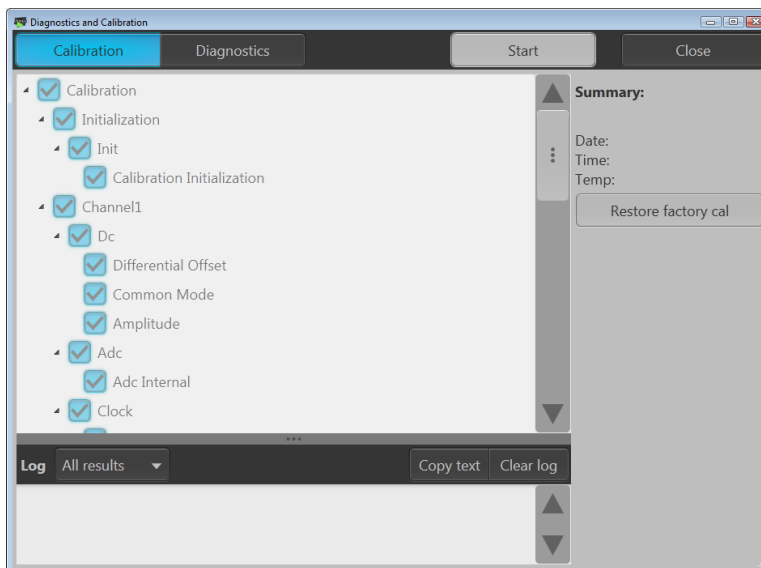 Diagnostics and Calibration
Calibration Diagnostics Start Close
Calibration
Initialization
Init
Calibration Initialization
Channel1
Dc
Differential Offset
Common Mode
Amplitude
Adc
Adc Internal
Clock
Summary:
Date:
Time:
Temp:
Restore factory cal
Log All results Copy text Clear log